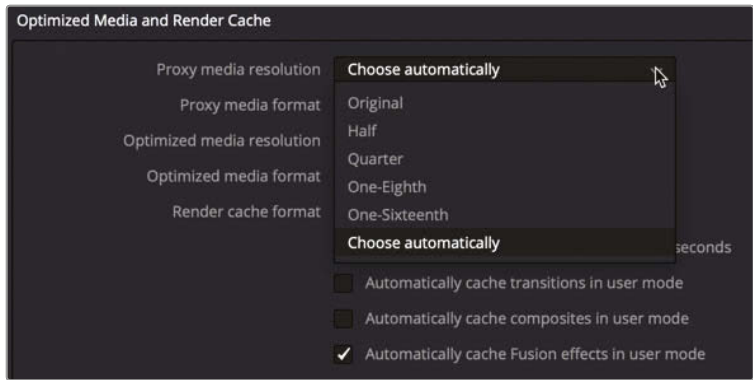 Optimized Media and Render Cache
Proxy media resolution Choose automatically
Proxy media format Original
Half
Optimized media resolution
Quarter
Optimized media format
One-Eighth
Render cache format One-Sixteenth
Choose automatically
seconds
Automatically cache transitions in user mode
Automatically cache composites in user mode
Automatically cache Fusion effects in user mode